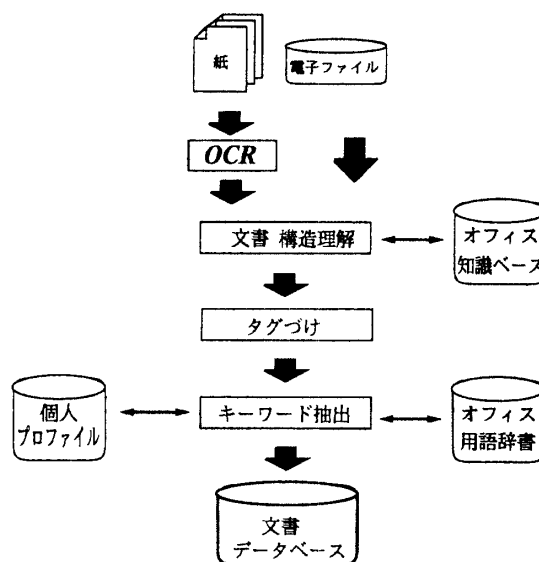 紙
電子ファイル
OCR
文書 構造理解
オフィス
知識ベース
タグづけ
個人
プロファイル
キーワード抽出
オフィス
用語辞書
文書
データベース